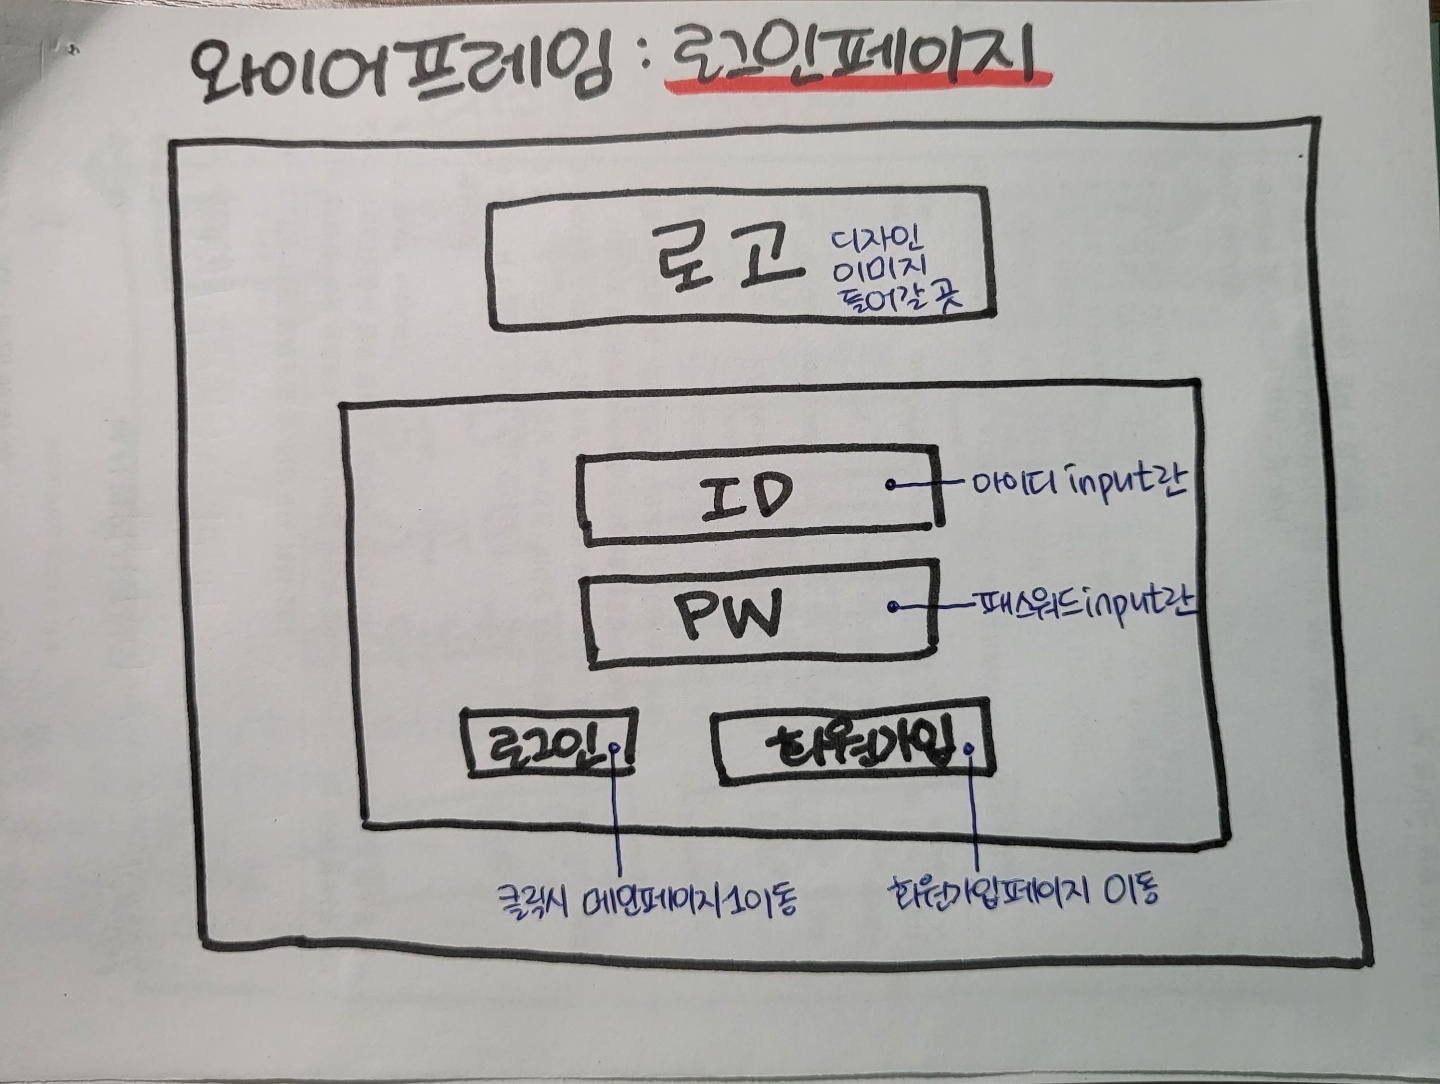 와이어프레임 : 로그인페이지
로고
디자인
이미지
들어갈 곳
ID
아이디 input란
PW
패스워드 input란
로그인
회원가입
클릭시 메인페이지1이동
회원가입페이지 이동